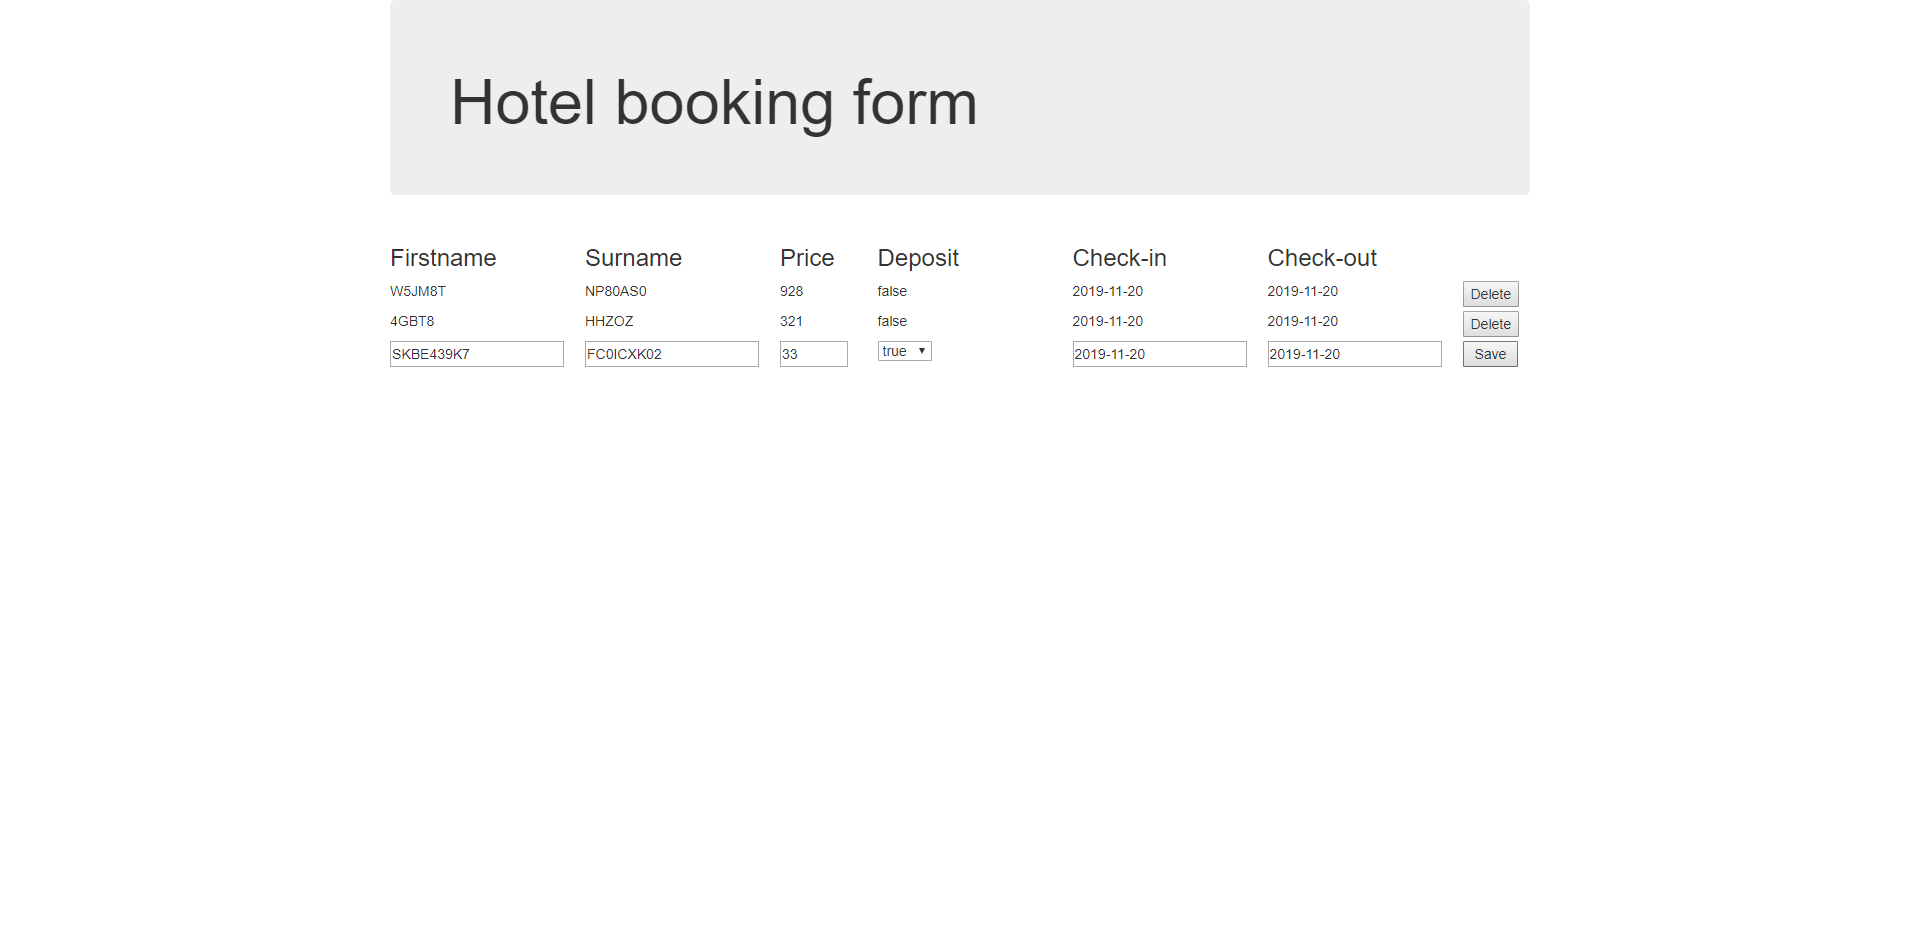 Hotel booking form
Firstname Surname Price Deposit Check-in Check-out
W5JM8T NP80AS0 928 false 2019-11-20 2019-11-20 Delete
4GBT8 HHZOZ 321 false 2019-11-20 2019-11-20 Delete
SKBE439K7 FC0ICXK02 33 true 2019-11-20 2019-11-20 Save